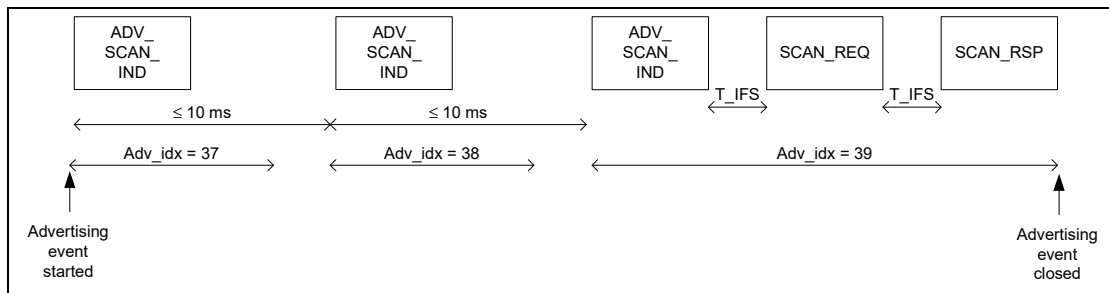 ADV_
SCAN_
IND
ADV_
SCAN_
IND
ADV_
SCAN_
IND
SCAN_REQ
SCAN_RSP
T_IFS
T_IFS
≤ 10 ms
≤ 10 ms
Adv_idx = 37
Adv_idx = 38
Adv_idx = 39
Advertising
event
started
Advertising
event
closed